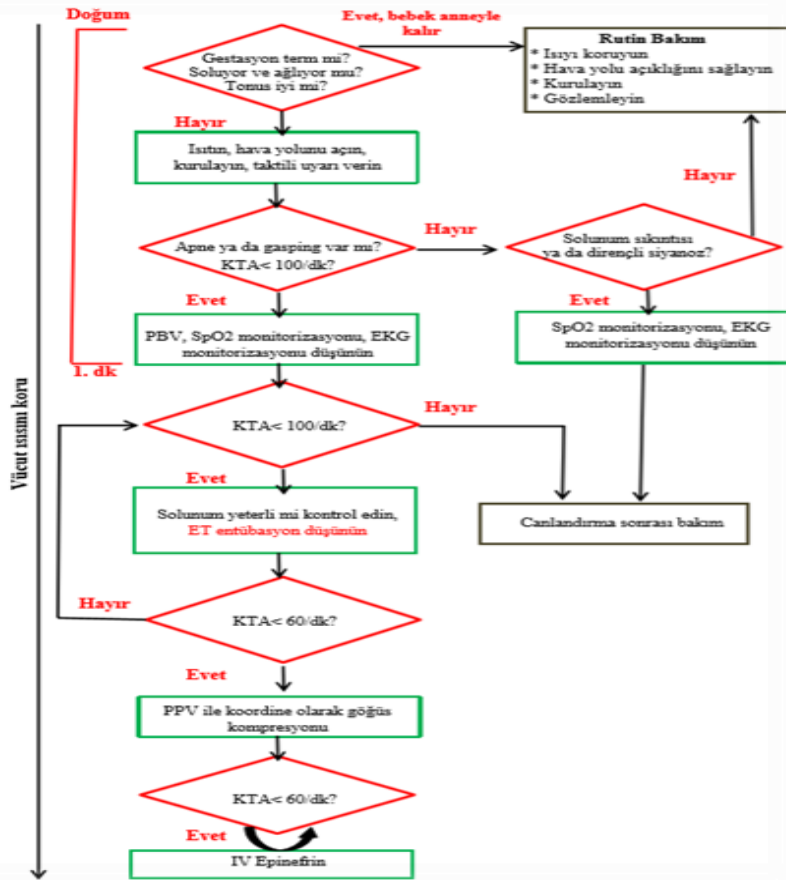 Doğum
Evet, bebek anneyle
kalır
Gestasyon term mi?
Soluyor ve ağlıyor mu?
Tonus iyi mi?
Rutin Bakım
* Isıyı koruyun
* Hava yolu açıklığını sağlayın
* Kurulayın
* Gözlemleyin
Hayır
Isıtın, hava yolunu açın,
kurulayın, taktili uyarı verin
Hayır
Apne ya da gasping var mı?
KTA< 100/dk?
Hayır
Solunum sıkıntısı
ya da dirençli siyanoz?
Evet
Evet
PBV, SpO2 monitorizasyonu, EKG
monitorizasyonu düşünün
SpO2 monitorizasyonu, EKG
monitorizasyonu düşünün
1. dk
KTA< 100/dk?
Hayır
Evet
Solunum yeterli mi kontrol edin,
ET entübasyon düşünün
Canlandırma sonrası bakım
Hayır
KTA< 60/dk?
Evet
PPV ile koordine olarak göğüs
kompresyonu
KTA< 60/dk?
Evet
IV Epinefrin
Vücut ısısını koru